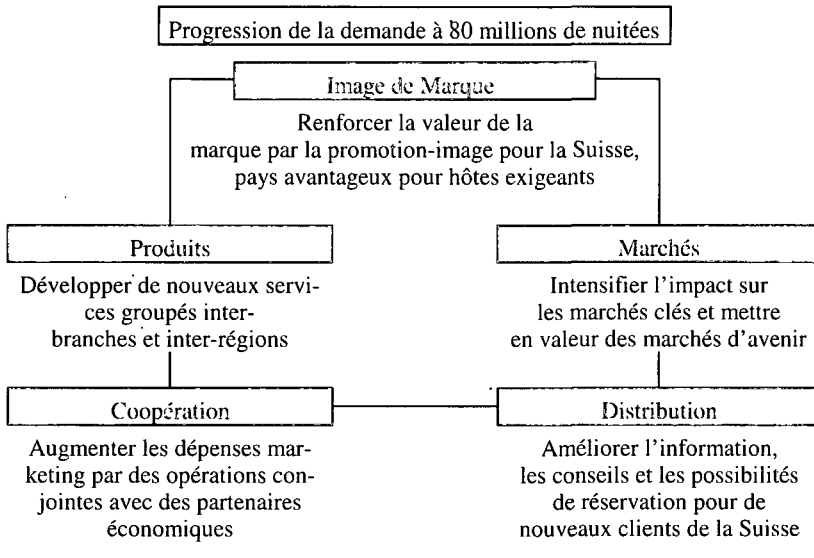 Progression de la demande à 80 millions de nuitées
Image de Marque
Renforcer la valeur de la
marque par la promotion-image pour la Suisse,
pays avantageux pour hôtes exigeants
Produits
Développer de nouveaux servi-
ces groupés inter-
branches et inter-régions
Marchés
Intensifier l'impact sur
les marchés clés et mettre
en valeur des marchés d'avenir
Coopération
Augmenter les dépenses mar-
keting par des opérations con-
jointes avec des partenaires
économiques
Distribution
Améliorer l'information,
les conseils et les possibilités
de réservation pour de
nouveaux clients de la Suisse